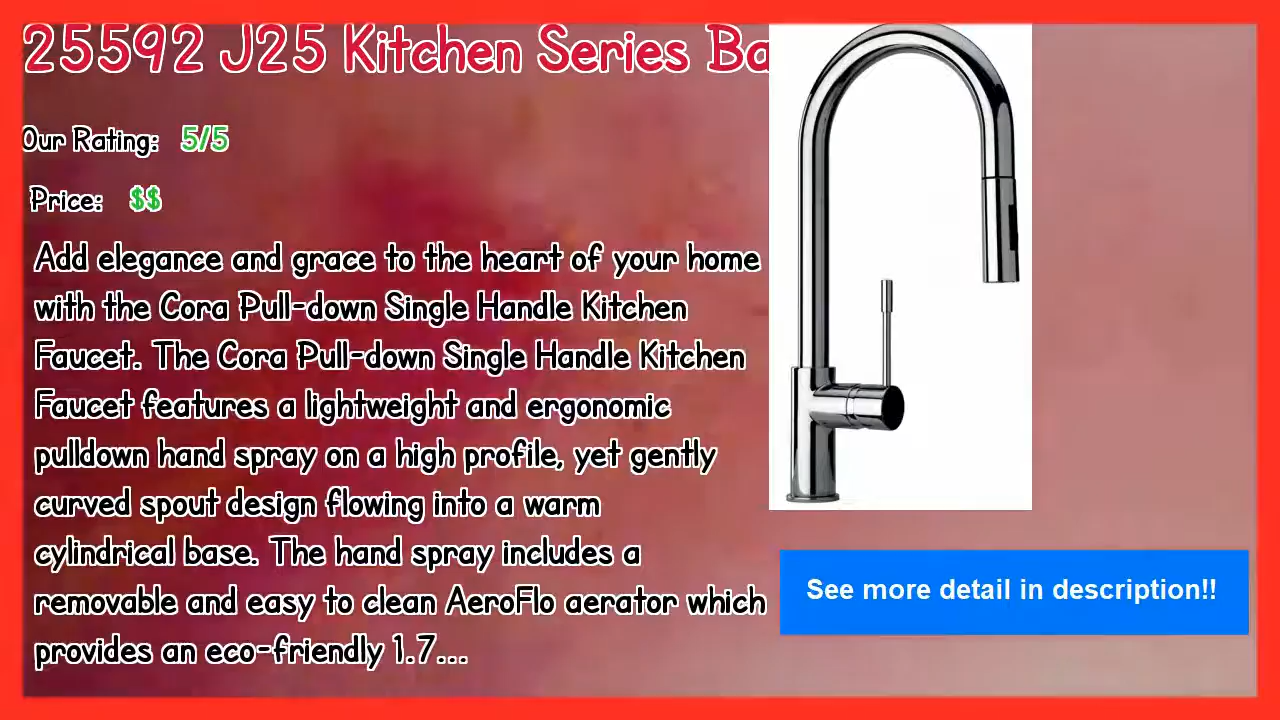 25592 J25 Kitchen Series Ba
Our Rating: 5/5
Price: $$
Add elegance and grace to the heart of your home
with the Cora Pull-down Single Handle Kitchen
Faucet. The Cora Pull-down Single Handle Kitchen
Faucet features a lightweight and ergonomic
pulldown hand spray on a high profile, yet gently
curved spout design flowing into a warm
cylindrical base. The hand spray includes a
removable and easy to clean AeroFlo aerator which
provides an eco-friendly 1.7...
See more detail in description!!